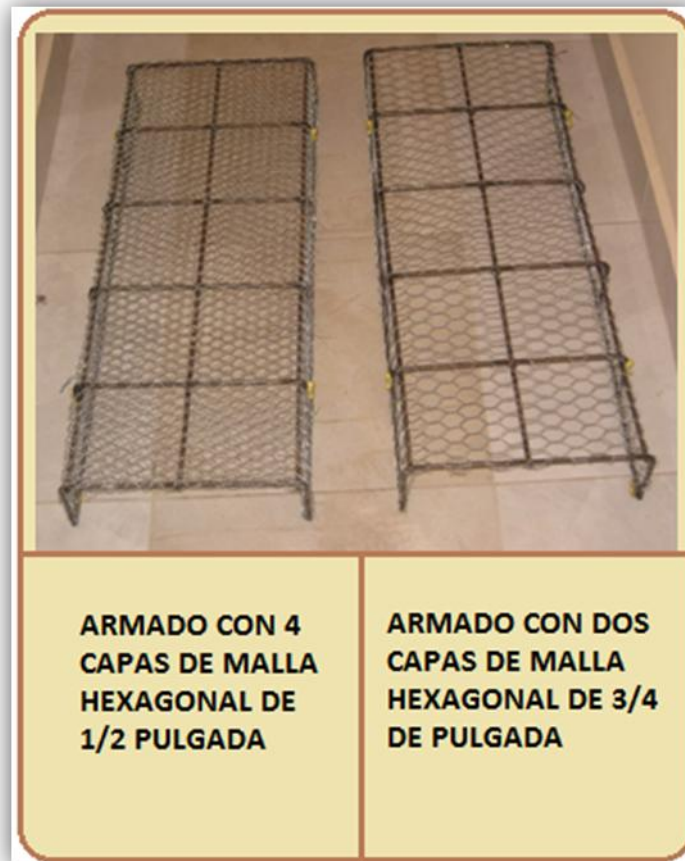 ARMADO CON 4
CAPAS DE MALLA
HEXAGONAL DE
1/2 PULGADA
ARMADO CON DOS
CAPAS DE MALLA
HEXAGONAL DE 3/4
DE PULGADA